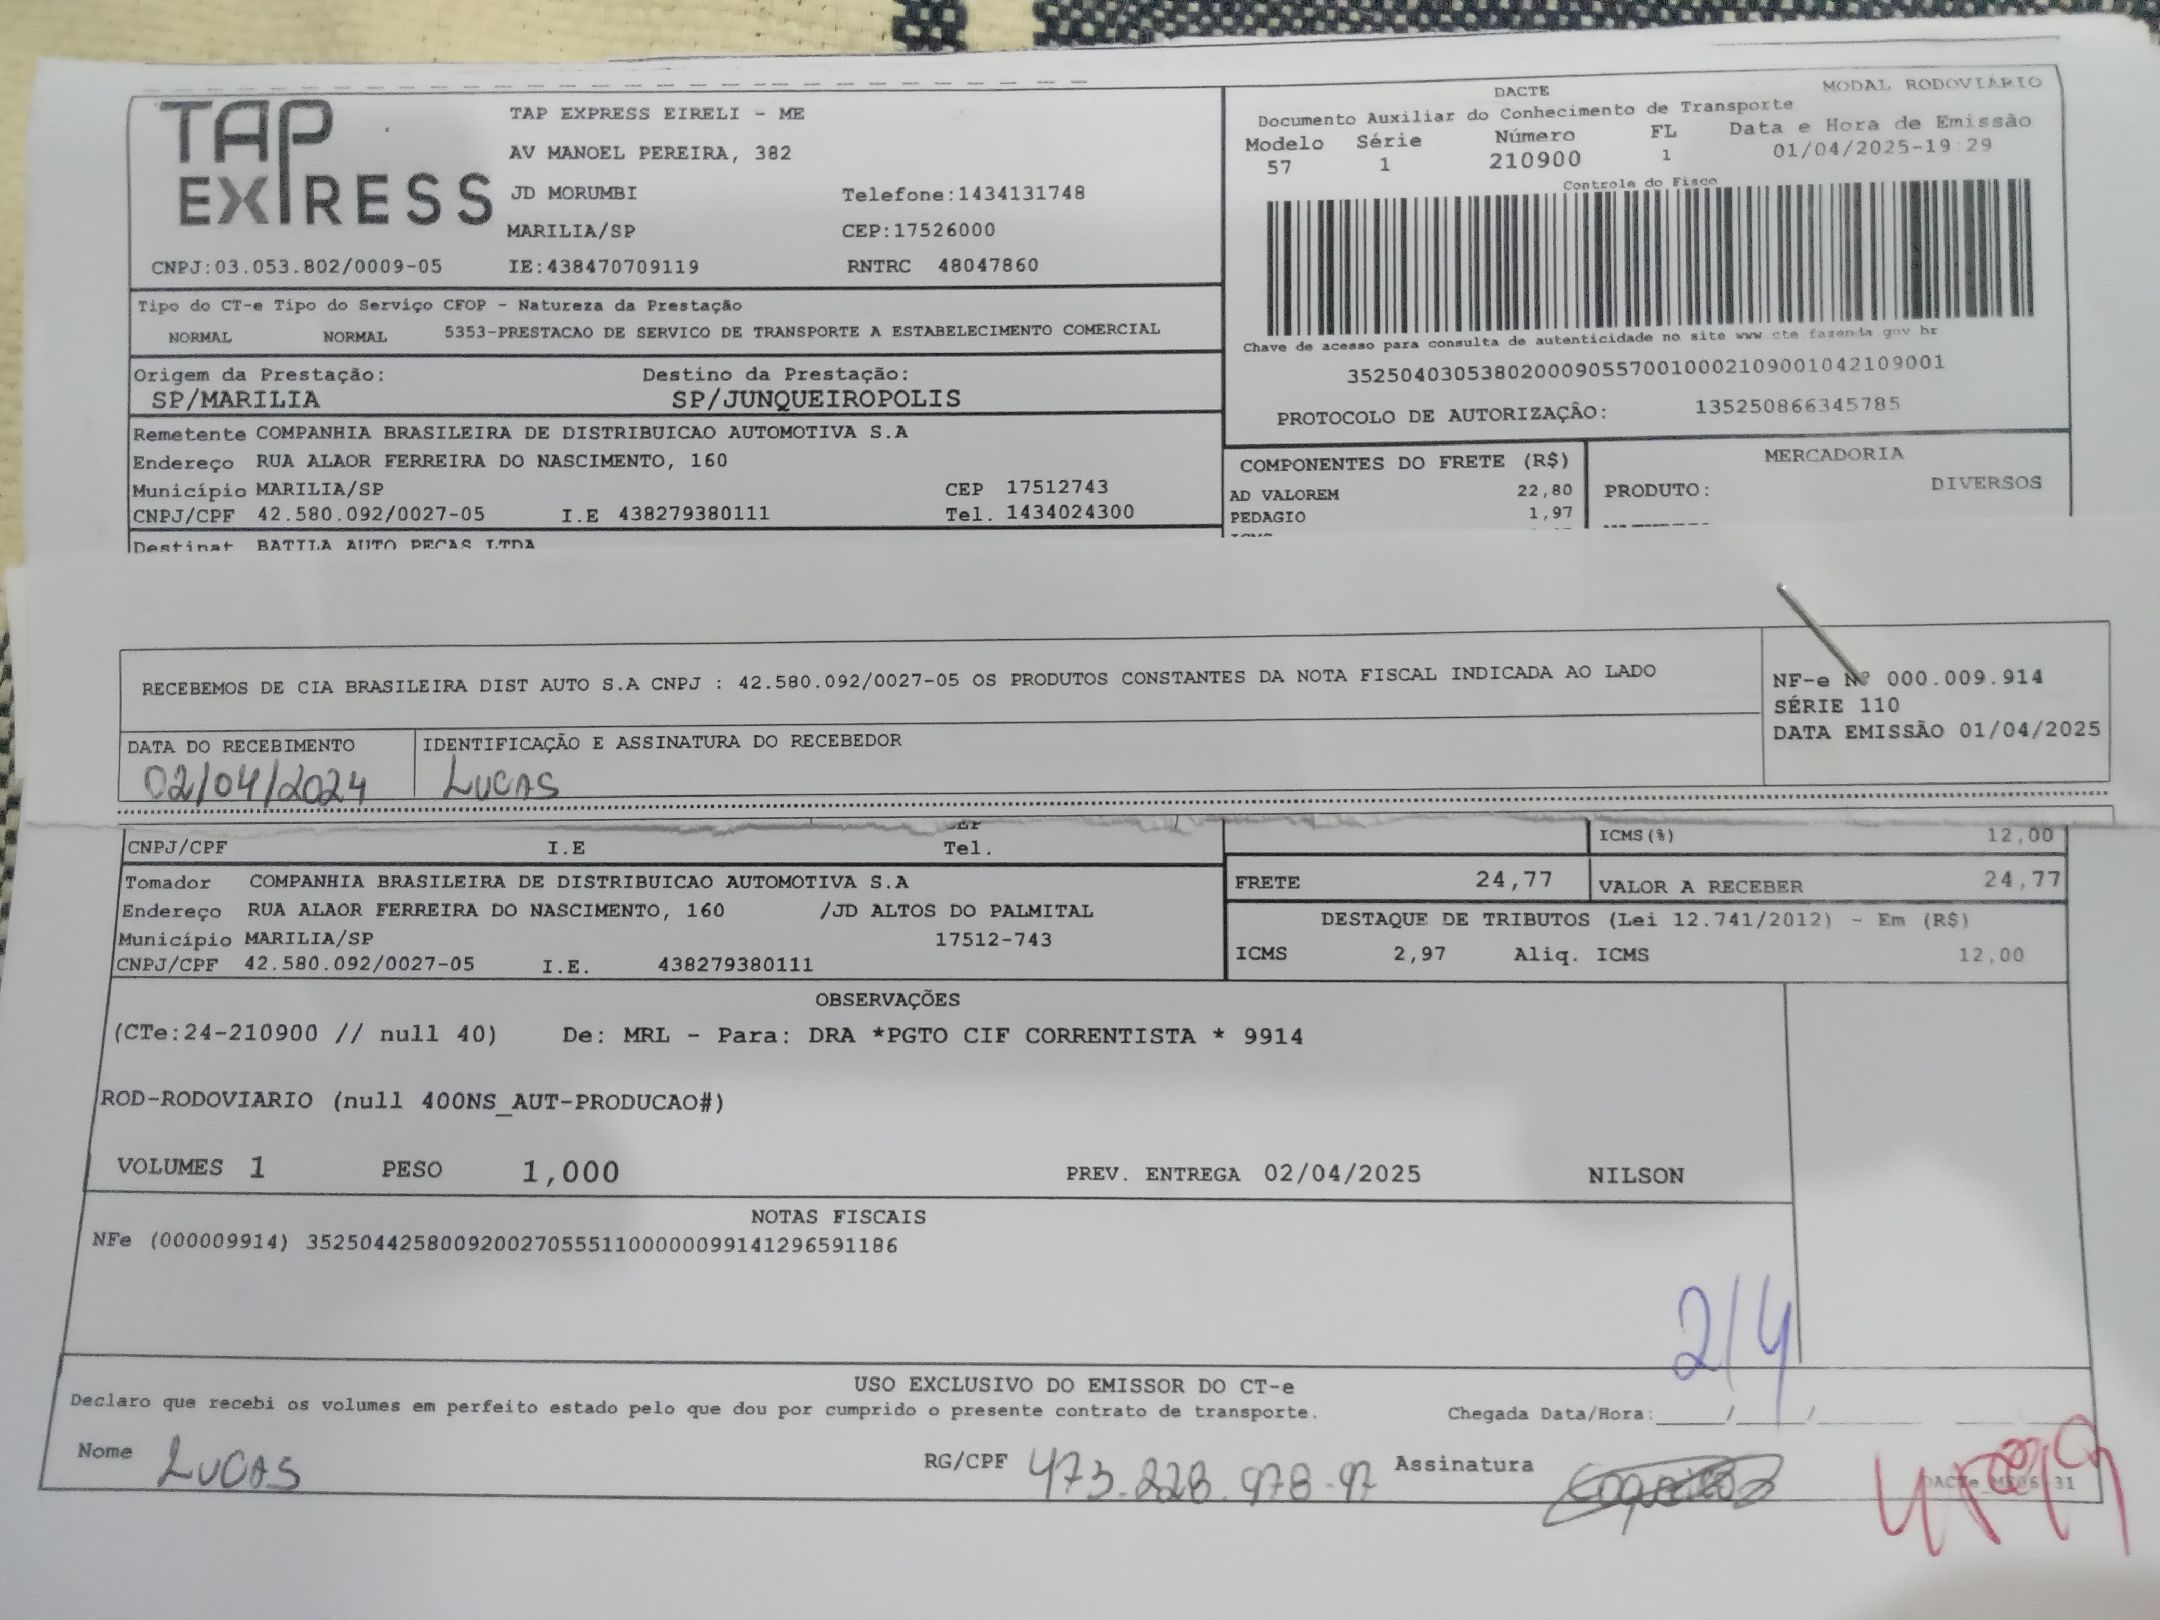 TAP EXPRESS
TAP EXPRESS EIRELI - ME
AV MANOEL PEREIRA, 382
JD MORUMBI Telefone:1434131748
MARILIA/SP CEP:17526000
CNPJ:03.053.802/0009-05 IE:438470709119 RNTRC 48047860
DACTE MODAL RODOVIÁRIO
Documento Auxiliar do Conhecimento de Transporte
Modelo Série Número FL Data e Hora de Emissão
57 1 210900 1 01/04/2025-19:29
Controle do Fisco
Chave de acesso para consulta de autenticidade no site www.cte.fazenda.gov.br
35250403053802000905570010002109001042109001
PROTOCOLO DE AUTORIZAÇÃO: 135250866345785
Tipo do CT-e Tipo do Serviço CFOP - Natureza da Prestação
NORMAL NORMAL 5353-PRESTACAO DE SERVICO DE TRANSPORTE A ESTABELECIMENTO COMERCIAL
Origem da Prestação: Destino da Prestação:
SP/MARILIA SP/JUNQUEIROPOLIS
Remetente COMPANHIA BRASILEIRA DE DISTRIBUICAO AUTOMOTIVA S.A
Endereço RUA ALAOR FERREIRA DO NASCIMENTO, 160
Município MARILIA/SP CEP 17512743
CNPJ/CPF 42.580.092/0027-05 I.E 438279380111 Tel. 1434024300
Destinat BATILA AUTO PECAS LTDA
COMPONENTES DO FRETE (R$) MERCADORIA
AD VALOREM 22,80 PRODUTO: DIVERSOS
PEDAGIO 1,97
RECEBEMOS DE CIA BRASILEIRA DIST AUTO S.A CNPJ : 42.580.092/0027-05 OS PRODUTOS CONSTANTES DA NOTA FISCAL INDICADA AO LADO
NF-e Nº 000.009.914
SÉRIE 110
DATA EMISSÃO 01/04/2025
DATA DO RECEBIMENTO IDENTIFICAÇÃO E ASSINATURA DO RECEBEDOR
02/04/2024 LUCAS
CNPJ/CPF I.E Tel.
ICMS(%) 12,00
Tomador COMPANHIA BRASILEIRA DE DISTRIBUICAO AUTOMOTIVA S.A
Endereço RUA ALAOR FERREIRA DO NASCIMENTO, 160 /JD ALTOS DO PALMITAL
Município MARILIA/SP 17512-743
CNPJ/CPF 42.580.092/0027-05 I.E. 438279380111
FRETE 24,77 VALOR A RECEBER 24,77
DESTAQUE DE TRIBUTOS (Lei 12.741/2012) - Em (R$)
ICMS 2,97 Aliq. ICMS 12,00
OBSERVAÇÕES
(CTe:24-210900 // null 40) De: MRL - Para: DRA *PGTO CIF CORRENTISTA * 9914
ROD-RODOVIARIO (null 400NS_AUT-PRODUCAO#)
VOLUMES 1 PESO 1,000 PREV. ENTREGA 02/04/2025 NILSON
NOTAS FISCAIS
NFe (000009914) 35250442580092002705551100000099141296591186
2/4
USO EXCLUSIVO DO EMISSOR DO CT-e
Declaro que recebi os volumes em perfeito estado pelo que dou por cumprido o presente contrato de transporte. Chegada Data/Hora:____/____/____
Nome LUCAS RG/CPF 473.228.978-97 Assinatura